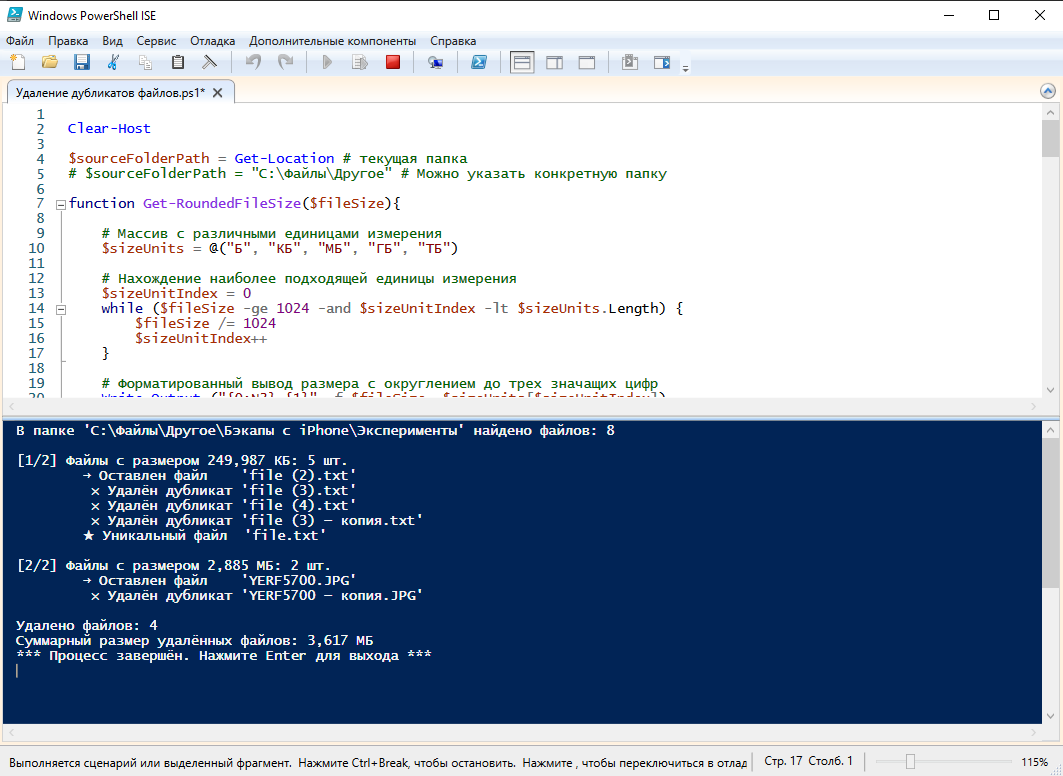 Windows PowerShell ISE
Файл Правка Вид Сервис Отладка Дополнительные компоненты Справка
Удаление дубликатов файлов.ps1*
1
2 Clear-Host
3
4 $sourceFolderPath = Get-Location # текущая папка
5 # $sourceFolderPath = "C:\Файлы\Другое" # Можно указать конкретную папку
6
7 function Get-RoundedFileSize($fileSize){
8
9 # Массив с различными единицами измерения
10 $sizeUnits = @("Б", "КБ", "МБ", "ГБ", "ТБ")
11
12 # Нахождение наиболее подходящей единицы измерения
13 $sizeUnitIndex = 0
14 while ($fileSize -ge 1024 -and $sizeUnitIndex -lt $sizeUnits.Length) {
15 $fileSize /= 1024
16 $sizeUnitIndex++
17 }
18
19 # Форматированный вывод размера с округлением до трех значащих цифр
20 Write-Output ("{0:N3} {1}" -f $fileSize, $sizeUnits[$sizeUnitIndex])
В папке 'C:\Файлы\Другое\Бэкапы с iPhone\Эксперименты' найдено файлов: 8
[1/2] Файлы с размером 249,987 КБ: 5 шт.
→ Оставлен файл 'file (2).txt'
× Удалён дубликат 'file (3).txt'
× Удалён дубликат 'file (4).txt'
× Удалён дубликат 'file (3) — копия.txt'
★ Уникальный файл 'file.txt'
[2/2] Файлы с размером 2,885 МБ: 2 шт.
→ Оставлен файл 'YERF5700.JPG'
× Удалён дубликат 'YERF5700 — копия.JPG'
Удалено файлов: 4
Суммарный размер удалённых файлов: 3,617 МБ
*** Процесс завершён. Нажмите Enter для выхода ***
Выполняется сценарий или выделенный фрагмент. Нажмите Ctrl+Break, чтобы остановить. Нажмите , чтобы переключиться в отлад Стр. 17 Столб. 1 115%